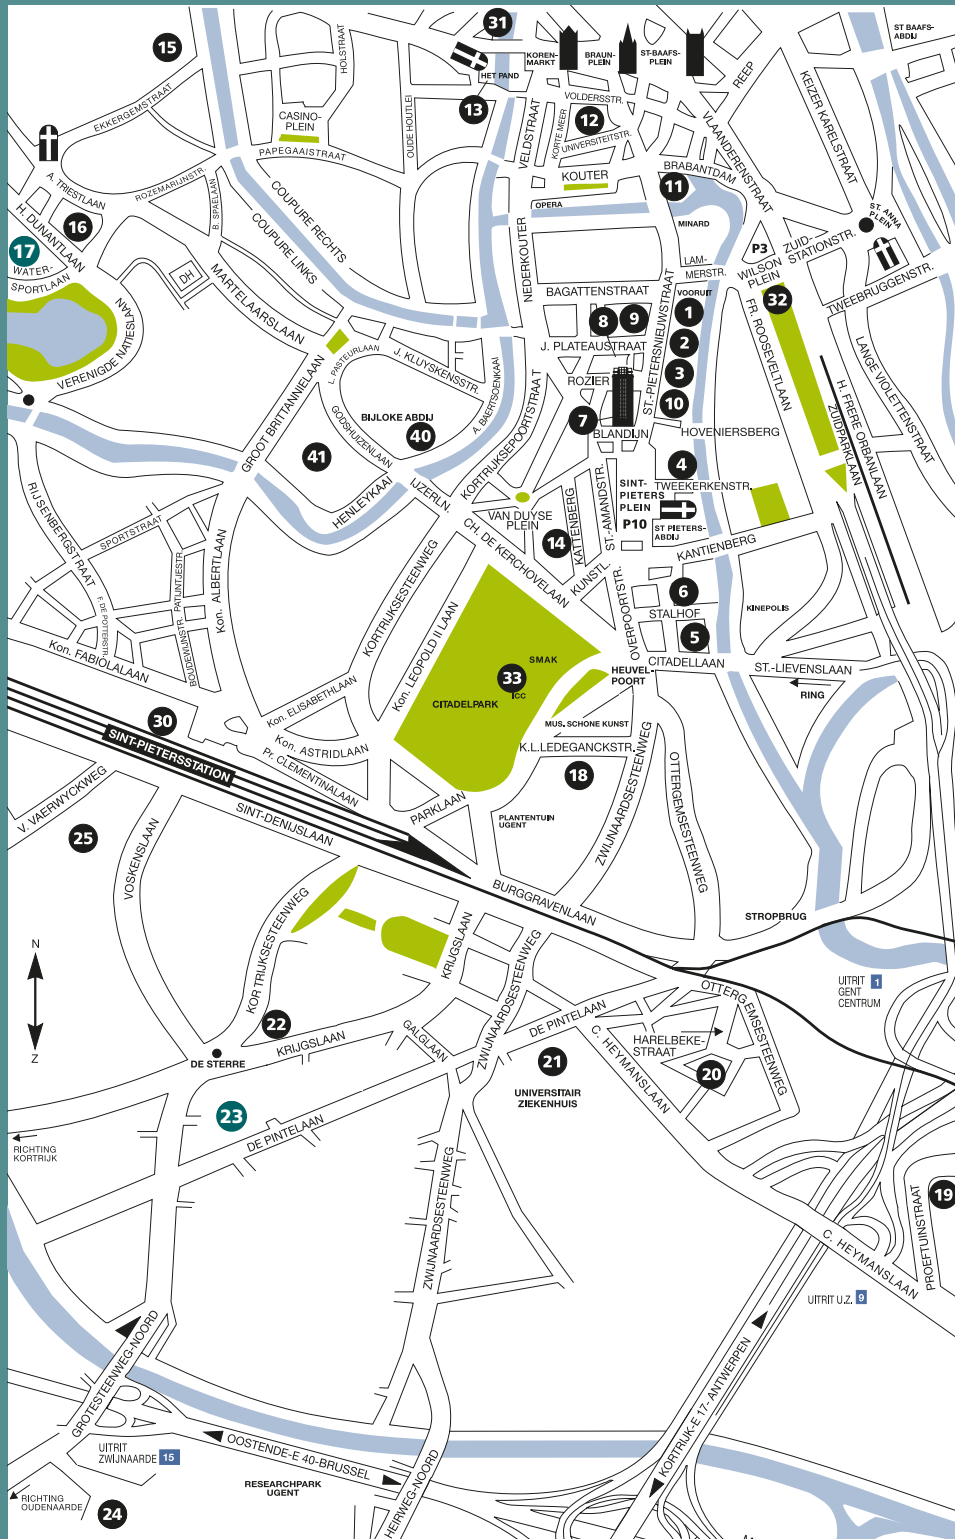 31
15
KOREN-
MARKT
BRAUN-
PLEIN
ST-BAAFS-
PLEIN
ST BAAFS-
ABDIJ
HOLSTRAAT
HET PAND
REEP
KEIZER KARELSTRAAT
EKKERGEMSTRAAT
CASINO-
PLEIN
OUDE HOUTLEI
13
VELDSTRAAT
VOLDERSSTR.
KORTE MEER
12
UNIVERSITEITSTR.
VLAANDERENSTRAAT
PAPEGAAISTRAAT
KOUTER
BRABANTDAM
11
A. TRIESTLAAN
ROZEMARIJNSTR.
B. SPAELAAN
COUPURE RECHTS
COUPURE LINKS
OPERA
MINARD
ST. ANNA
PLEIN
H. DUNANTLAAN
16
17
WATER-
SPORTLAAN
DH
MARTELAARSLAAN
NEDERKOUTER
P3
ZUID-
STATIONSTR.
WILSON
PLEIN
LAM-
MERSTR.
TWEEBRUGGENSTR.
BAGATTENSTRAAT
VOORUIT
32
8
9
1
VERENIGDE NATIESLAAN
J. PLATEAUSTRAAT
2
ST.-PIETERSNIEUWSTRAAT
FR. ROOSEVELTLAAN
LANGE VIOLETTENSTRAAT
L. PASTEURLAAN
J. KLUYSKENSSTR.
A. BAERTSOENKAAI
ROZIER
3
10
H. FRERE ORBANLAAN
ZUIDPARKLAAN
GROOT BRITTANNIELAAN
GODSHUIZENLAAN
BIJLOKE ABDIJ
40
KORTRIJKSEPOORTSTRAAT
7
BLANDIJN
HOVENIERSBERG
41
4
TWEEKERKENSTR.
HENLEYKAAI
IJZERLN.
SINT-
PIETERS
PLEIN
P10
ST PIETERS-
ABDIJ
RIJSENBERGSTRAAT
SPORTSTRAAT
VAN DUYSE
PLEIN
14
KATTENBERG
ST.-AMANDSTR.
KANTIENBERG
CH. DE KERCHOVELAAN
KUNSTL.
PATIJNTJESTR.
Kon. ALBERTLAAN
KORTRIJKSESTEENWEG
F. DE POTTERSTR.
BOUDEWIJNSTR.
OVERPOORTSTR.
6
STALHOF
KINEPOLIS
5
Kon. FABIOLALAAN
Kon. LEOPOLD II LAAN
SMAK
33
ICC
CITADELPARK
HEUVEL-
POORT
CITADELLAAN
ST.-LIEVENSLAAN
RING
Kon. ELISABETHLAAN
30
SINT-PIETERSSTATION
Kon. ASTRIDLAAN
Pr. CLEMENTINALAAN
MUS. SCHONE KUNST
K.L.LEDEGANCKSTR.
18
V. VAERWYCKWEG
25
SINT-DENIJSLAAN
PARKLAAN
PLANTENTUIN
UGENT
ZWIJNAARDSESTEENWEG
OTTERGEMSESTEENWEG
VOSKENSLAAN
BURGGRAVENLAAN
STROPBRUG
KORTRIJKSESTEENWEG
KRIJGSLAAN
N
Z
ZWIJNAARDSESTEENWEG
UITRIT 1
GENT
CENTRUM
OTTERGEMSESTEENWEG
22
KRIJGSLAAN
GALGLAAN
DE PINTELAAN
C. HEYMANSLAAN
HARELBEKE-
STRAAT
DE STERRE
21
20
UNIVERSITAIR
ZIEKENHUIS
23
DE PINTELAAN
RICHTING
KORTRIJK
ZWIJNAARDSESTEENWEG
19
PROEFTUINSTRAAT
C. HEYMANSLAAN
UITRIT U.Z. 9
GROTESTEENWEG-NOORD
KORTRIJK-E 17-ANTWERPEN
UITRIT
ZWIJNAARDE 15
OOSTENDE-E 40-BRUSSEL
RESEARCHPARK
UGENT
HEIRWEG-NOORD
RICHTING
OUDENAARDE
24